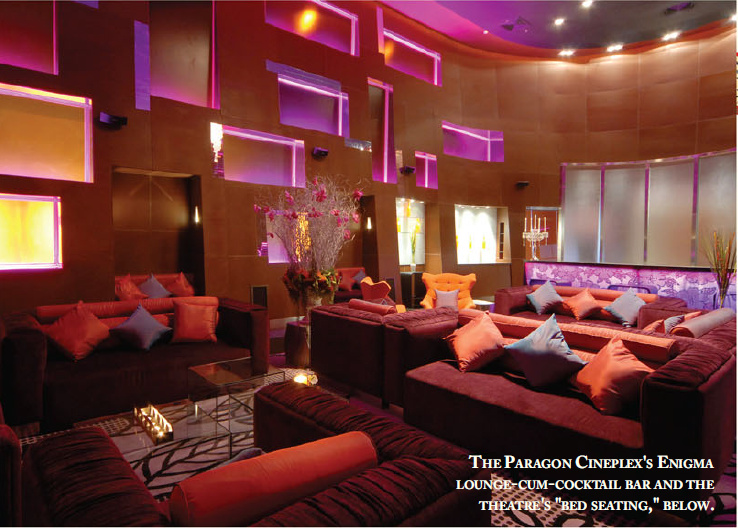 The Paragon Cineplex's Enigma
lounge-cum-cocktail bar and the
theatre's "bed seating," below.